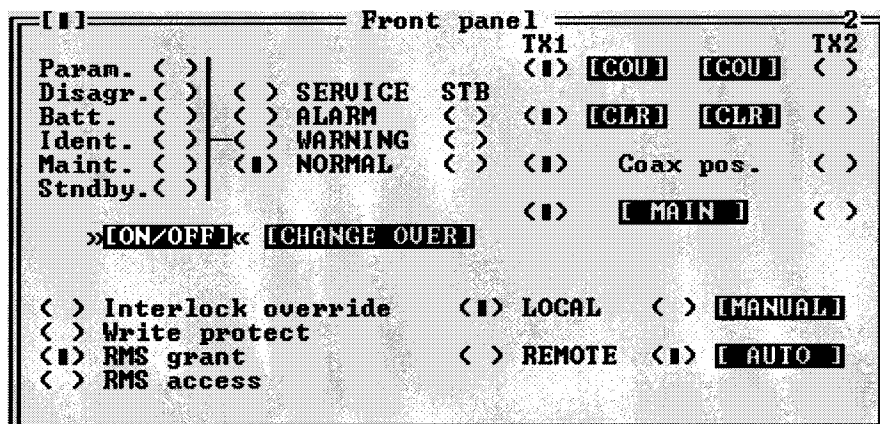 [▮] Front panel 2
TX1 TX2
Param. ( ) (▮) [COU] [COU] ( )
Disagr.( ) ( ) SERVICE STB
Batt. ( ) ( ) ALARM ( ) (▮) [CLR] [CLR] ( )
Ident. ( ) ( ) WARNING ( )
Maint. ( ) (▮) NORMAL ( ) (▮) Coax pos. ( )
Stndby.( )
(▮) [ MAIN ] ( )
»[ON/OFF]« [CHANGE OVER]
( ) Interlock override (▮) LOCAL ( ) [MANUAL]
( ) Write protect
(▮) RMS grant ( ) REMOTE (▮) [ AUTO ]
( ) RMS access